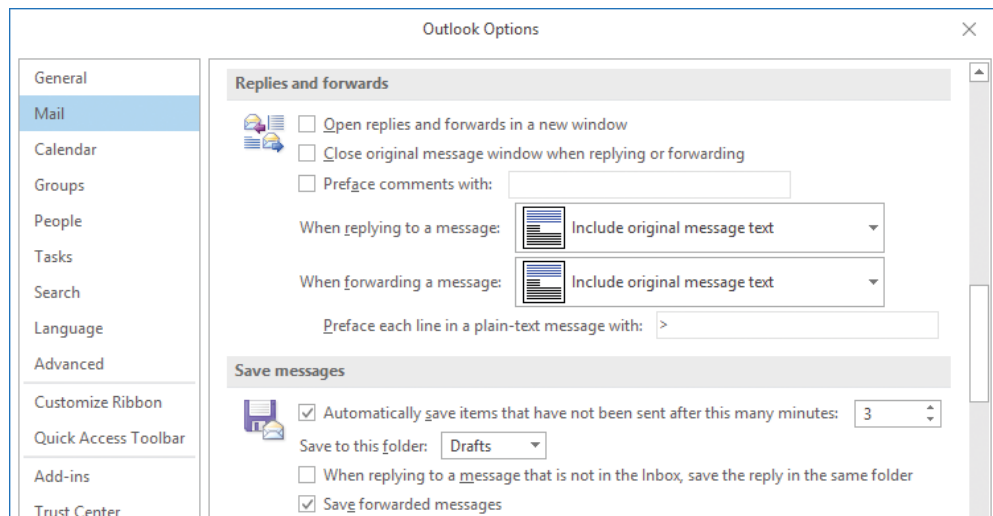 Outlook Options
General
Mail
Calendar
Groups
People
Tasks
Search
Language
Advanced
Customize Ribbon
Quick Access Toolbar
Add-ins
Trust Center
Replies and forwards
Open replies and forwards in a new window
Close original message window when replying or forwarding
Preface comments with:
When replying to a message: Include original message text
When forwarding a message: Include original message text
Preface each line in a plain-text message with: >
Save messages
Automatically save items that have not been sent after this many minutes: 3
Save to this folder: Drafts
When replying to a message that is not in the Inbox, save the reply in the same folder
Save forwarded messages